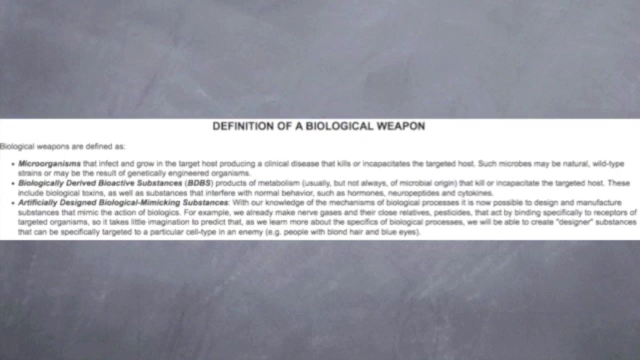 DEFINITION OF A BIOLOGICAL WEAPON
Biological weapons are defined as:
• Microorganisms that infect and grow in the target host producing a clinical disease that kills or incapacitates the targeted host. Such microbes may be natural, wild-type
strains or may be the result of genetically engineered organisms.
• Biologically Derived Bioactive Substances (BDBS) products of metabolism (usually, but not always, of microbial origin) that kill or incapacitate the targeted host. These
include biological toxins, as well as substances that interfere with normal behavior, such as hormones, neuropeptides and cytokines.
• Artificially Designed Biological-Mimicking Substances: With our knowledge of the mechanisms of biological processes it is now possible to design and manufacture
substances that mimic the action of biologics. For example, we already make nerve gases and their close relatives, pesticides, that act by binding specifically to receptors of
targeted organisms, so it takes little imagination to predict that, as we learn more about the specifics of biological processes, we will be able to create "designer" substances
that can be specifically targeted to a particular cell-type in an enemy (e.g. people with blond hair and blue eyes).